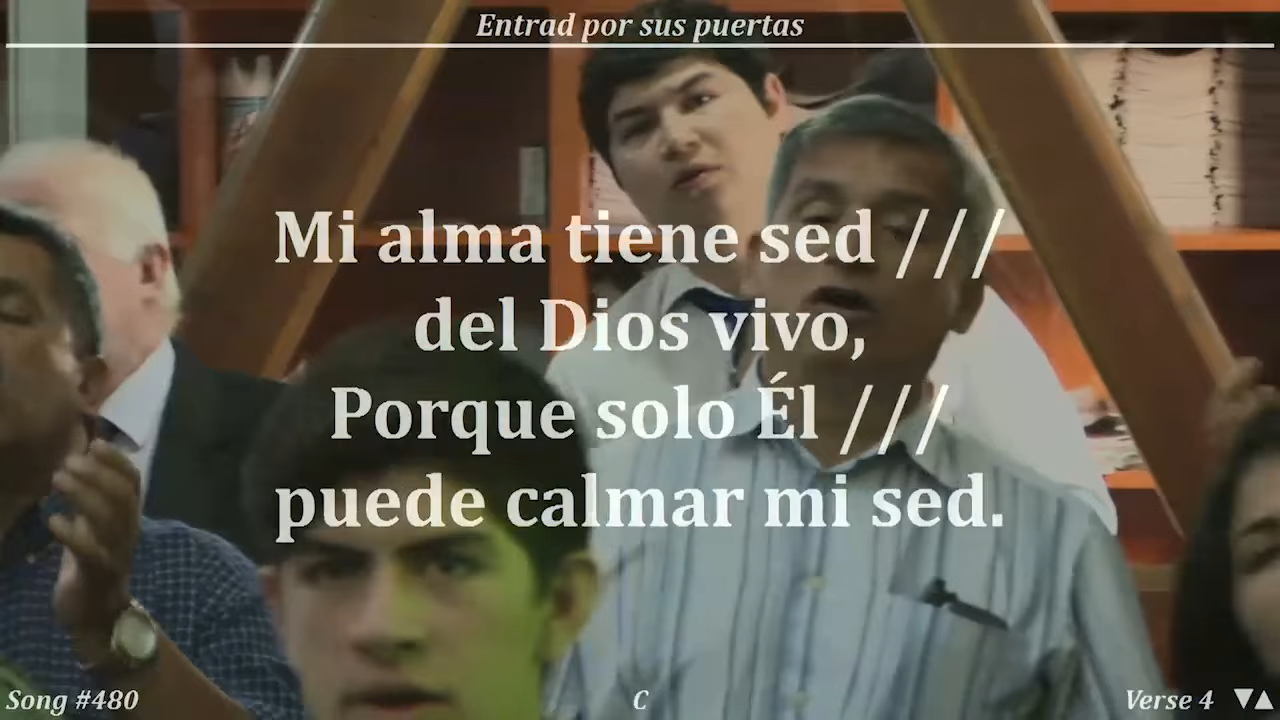 Entrad por sus puertas
Mi alma tiene sed ///
del Dios vivo,
Porque solo Él ///
puede calmar mi sed.
Song #480 C Verse 4 ▼▲